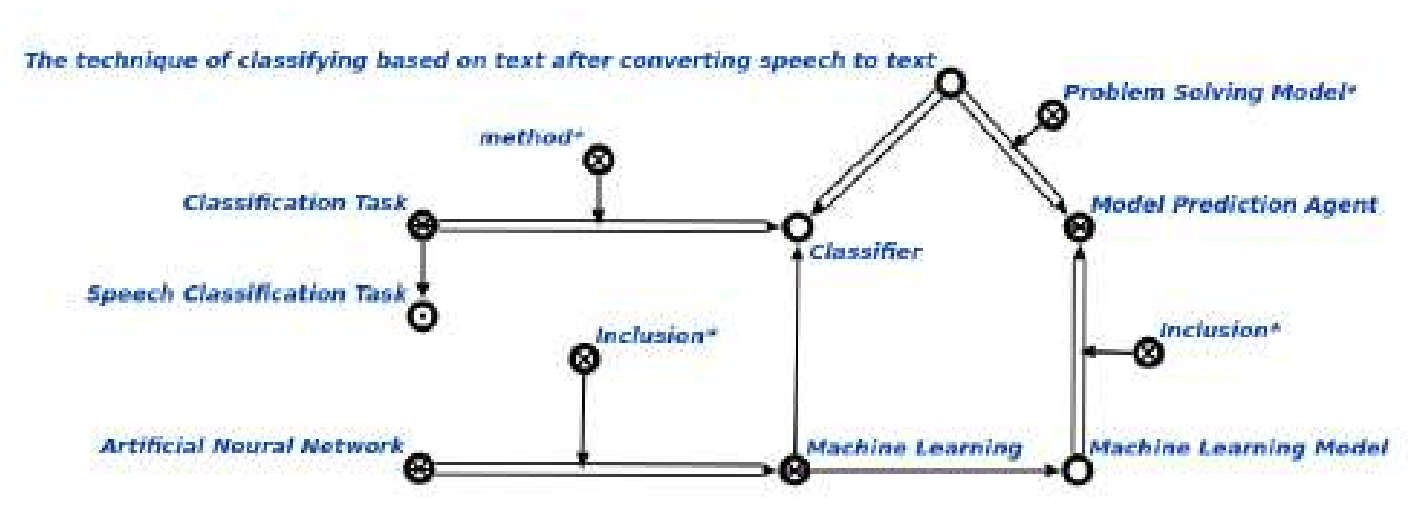 The technique of classifying based on text after converting speech to text
Problem Solving Model*
method*
Classification Task
Model Prediction Agent
Classifier
Speech Classification Task
Inclusion*
Inclusion*
Artificial Noural Notwork
Machine Learning
Machine Learning Model